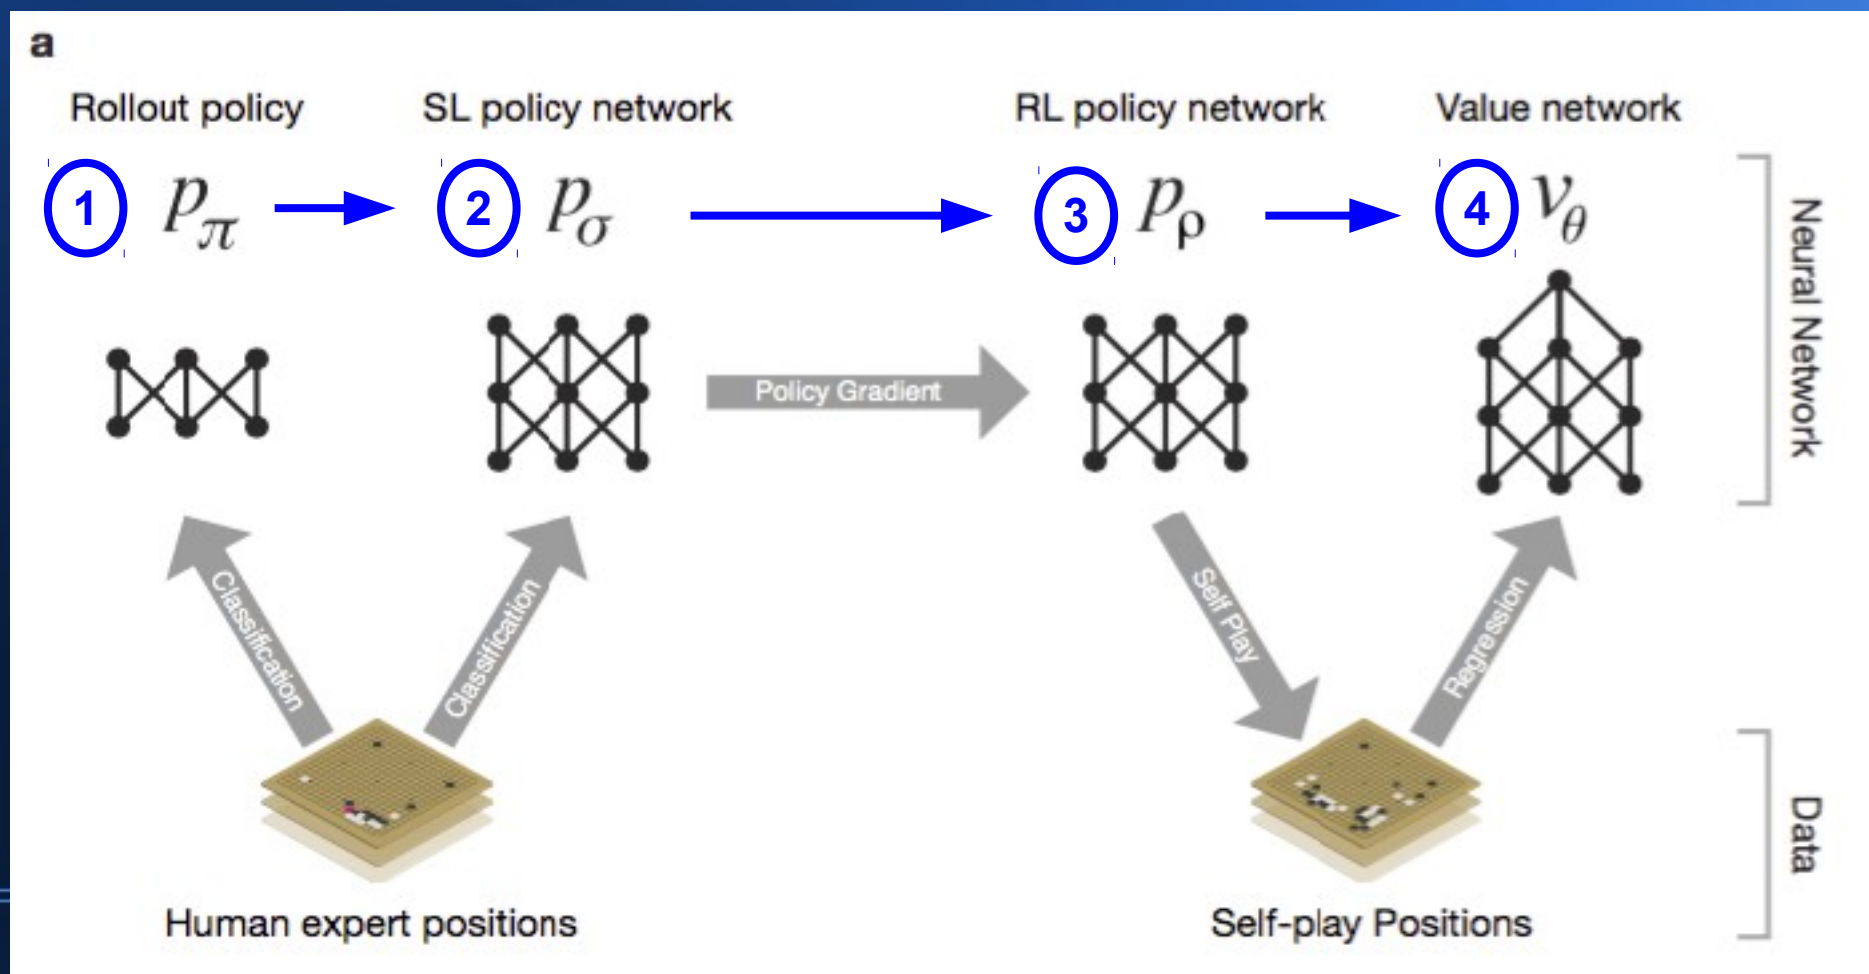 a
Rollout policy
SL policy network
RL policy network
Value network
1 pπ
2 pσ
3 pρ
4 vθ
Neural Network
Policy Gradient
Classification
Classification
Self Play
Regression
Data
Human expert positions
Self-play Positions